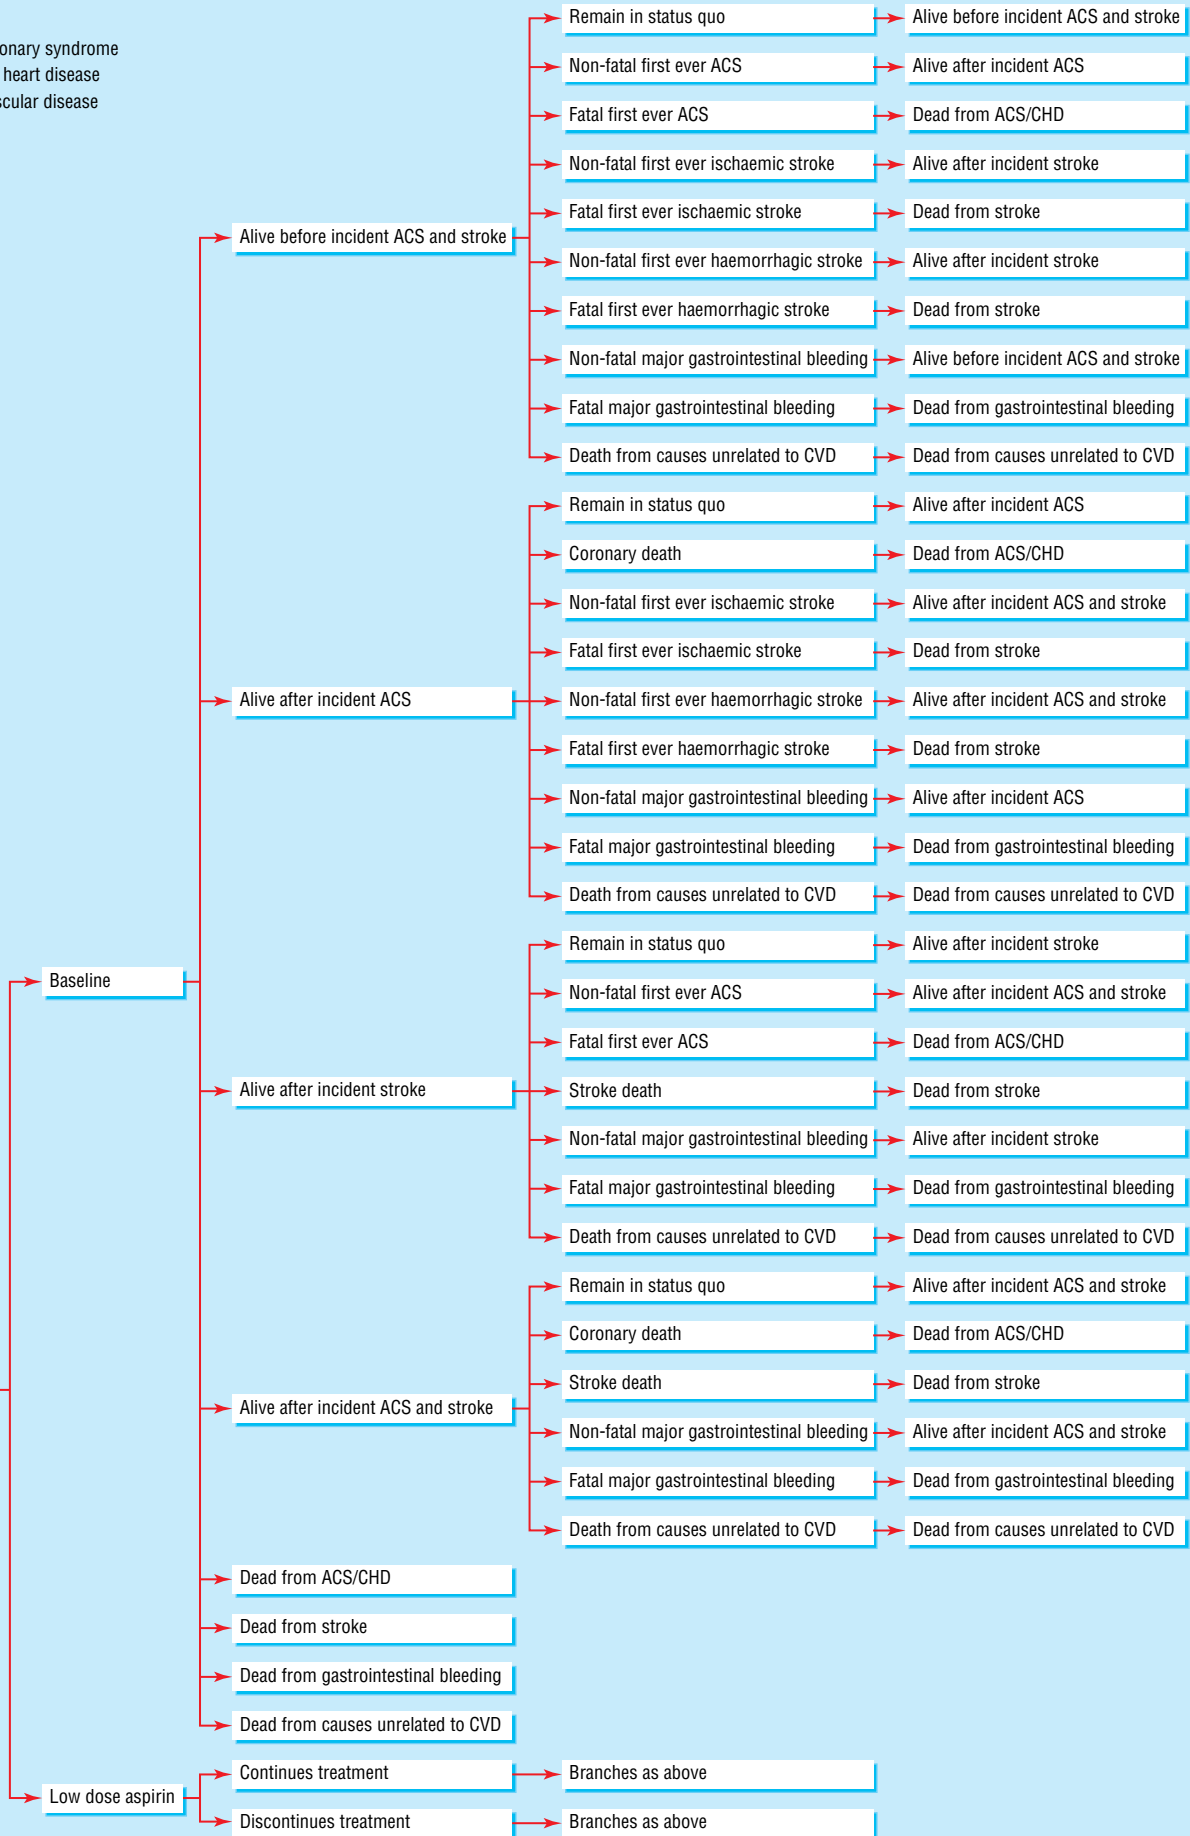 onary syndrome
heart disease
scular disease
Remain in status quo
Alive before incident ACS and stroke
Non-fatal first ever ACS
Alive after incident ACS
Fatal first ever ACS
Dead from ACS/CHD
Non-fatal first ever ischaemic stroke
Alive after incident stroke
Fatal first ever ischaemic stroke
Dead from stroke
Alive before incident ACS and stroke
Non-fatal first ever haemorrhagic stroke
Alive after incident stroke
Fatal first ever haemorrhagic stroke
Dead from stroke
Non-fatal major gastrointestinal bleeding
Alive before incident ACS and stroke
Fatal major gastrointestinal bleeding
Dead from gastrointestinal bleeding
Death from causes unrelated to CVD
Dead from causes unrelated to CVD
Remain in status quo
Alive after incident ACS
Coronary death
Dead from ACS/CHD
Non-fatal first ever ischaemic stroke
Alive after incident ACS and stroke
Fatal first ever ischaemic stroke
Dead from stroke
Alive after incident ACS
Non-fatal first ever haemorrhagic stroke
Alive after incident ACS and stroke
Fatal first ever haemorrhagic stroke
Dead from stroke
Non-fatal major gastrointestinal bleeding
Alive after incident ACS
Fatal major gastrointestinal bleeding
Dead from gastrointestinal bleeding
Death from causes unrelated to CVD
Dead from causes unrelated to CVD
Remain in status quo
Alive after incident stroke
Baseline
Non-fatal first ever ACS
Alive after incident ACS and stroke
Fatal first ever ACS
Dead from ACS/CHD
Alive after incident stroke
Stroke death
Dead from stroke
Non-fatal major gastrointestinal bleeding
Alive after incident stroke
Fatal major gastrointestinal bleeding
Dead from gastrointestinal bleeding
Death from causes unrelated to CVD
Dead from causes unrelated to CVD
Remain in status quo
Alive after incident ACS and stroke
Coronary death
Dead from ACS/CHD
Stroke death
Dead from stroke
Alive after incident ACS and stroke
Non-fatal major gastrointestinal bleeding
Alive after incident ACS and stroke
Fatal major gastrointestinal bleeding
Dead from gastrointestinal bleeding
Death from causes unrelated to CVD
Dead from causes unrelated to CVD
Dead from ACS/CHD
Dead from stroke
Dead from gastrointestinal bleeding
Dead from causes unrelated to CVD
Low dose aspirin
Continues treatment
Branches as above
Discontinues treatment
Branches as above